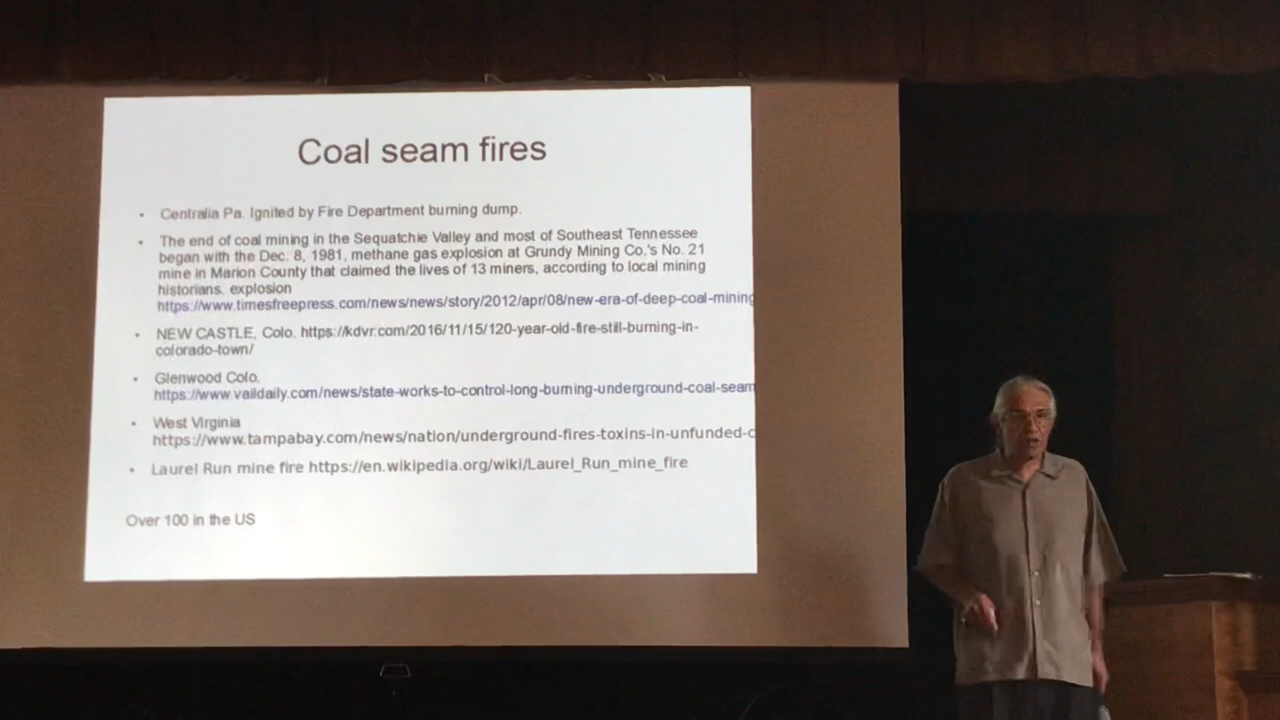 Coal seam fires
• Centralia Pa. Ignited by Fire Department burning dump.
• The end of coal mining in the Sequatchie Valley and most of Southeast Tennessee
began with the Dec. 8, 1981, methane gas explosion at Grundy Mining Co.'s No. 21
mine in Marion County that claimed the lives of 13 miners, according to local mining
historians. explosion
https://www.timesfreepress.com/news/news/story/2012/apr/08/new-era-of-deep-coal-mining
• NEW CASTLE, Colo. https://kdvr.com/2016/11/15/120-year-old-fire-still-burning-in-
colorado-town/
• Glenwood Colo.
https://www.vaildaily.com/news/state-works-to-control-long-burning-underground-coal-seam
• West Virginia
https://www.tampabay.com/news/nation/underground-fires-toxins-in-unfunded-c
• Laurel Run mine fire https://en.wikipedia.org/wiki/Laurel_Run_mine_fire
Over 100 in the US